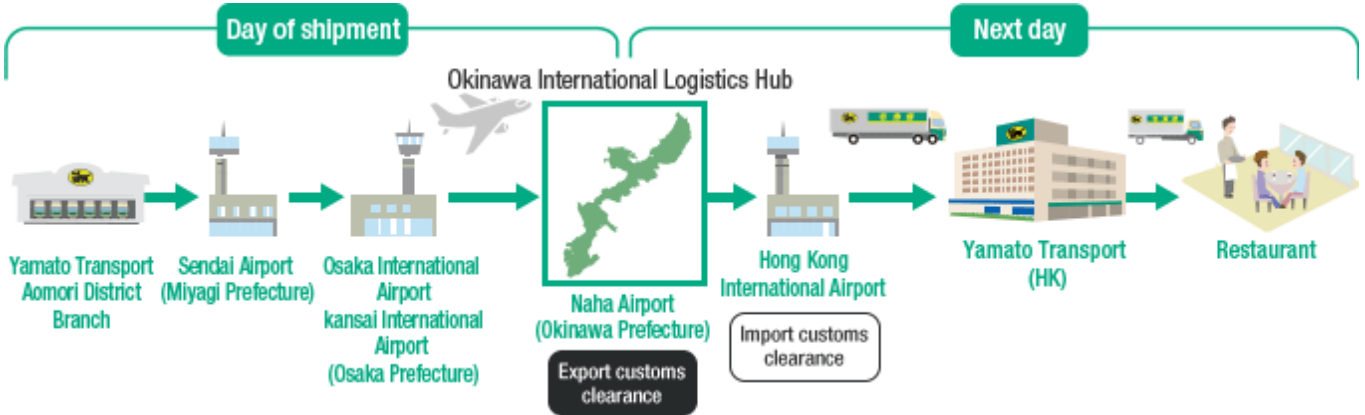 Day of shipment
Next day
Okinawa International Logistics Hub
Yamato Transport
Aomori District
Branch
Sendai Airport
(Miyagi Prefecture)
Osaka International
Airport
kansai International
Airport
(Osaka Prefecture)
Naha Airport
(Okinawa Prefecture)
Export customs
clearance
Hong Kong
International Airport
Import customs
clearance
Yamato Transport
(HK)
Restaurant